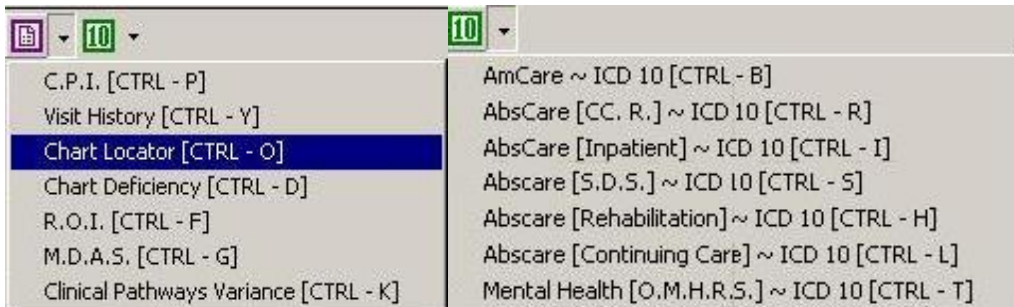 10
C.P.I. [CTRL - P]
Visit History [CTRL - Y]
Chart Locator [CTRL - O]
Chart Deficiency [CTRL - D]
R.O.I. [CTRL - F]
M.D.A.S. [CTRL - G]
Clinical Pathways Variance [CTRL - K]
10
AmCare ~ ICD 10 [CTRL - B]
AbsCare [CC. R.] ~ ICD 10 [CTRL - R]
AbsCare [Inpatient] ~ ICD 10 [CTRL - I]
Abscare [S.D.S.] ~ ICD 10 [CTRL - S]
Abscare [Rehabilitation] ~ ICD 10 [CTRL - H]
Abscare [Continuing Care] ~ ICD 10 [CTRL - L]
Mental Health [O.M.H.R.S.] ~ ICD 10 [CTRL - T]